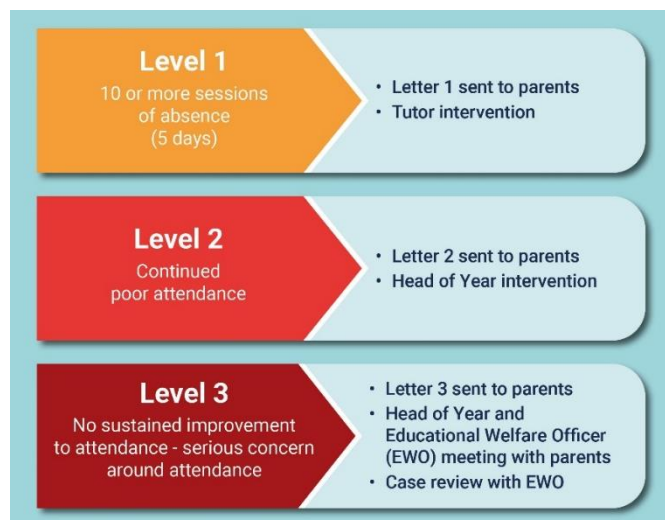 Level 1
10 or more sessions
of absence
(5 days)
• Letter 1 sent to parents
• Tutor intervention
Level 2
Continued
poor attendance
• Letter 2 sent to parents
• Head of Year intervention
Level 3
No sustained improvement
to attendance - serious concern
around attendance
• Letter 3 sent to parents
• Head of Year and
Educational Welfare Officer
(EWO) meeting with parents
• Case review with EWO